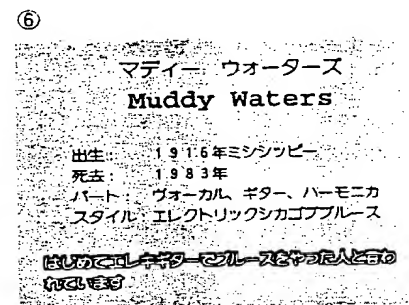 ⑥
マディー ウォーターズ
Muddy Waters
出生: 1916年ミシシッピー
死去: 1983年
パート: ヴォーカル、ギター、ハーモニカ
スタイル:エレクトリックシカゴブブルース
はじめてエレキギターでブルースをやった人と言わ
れています